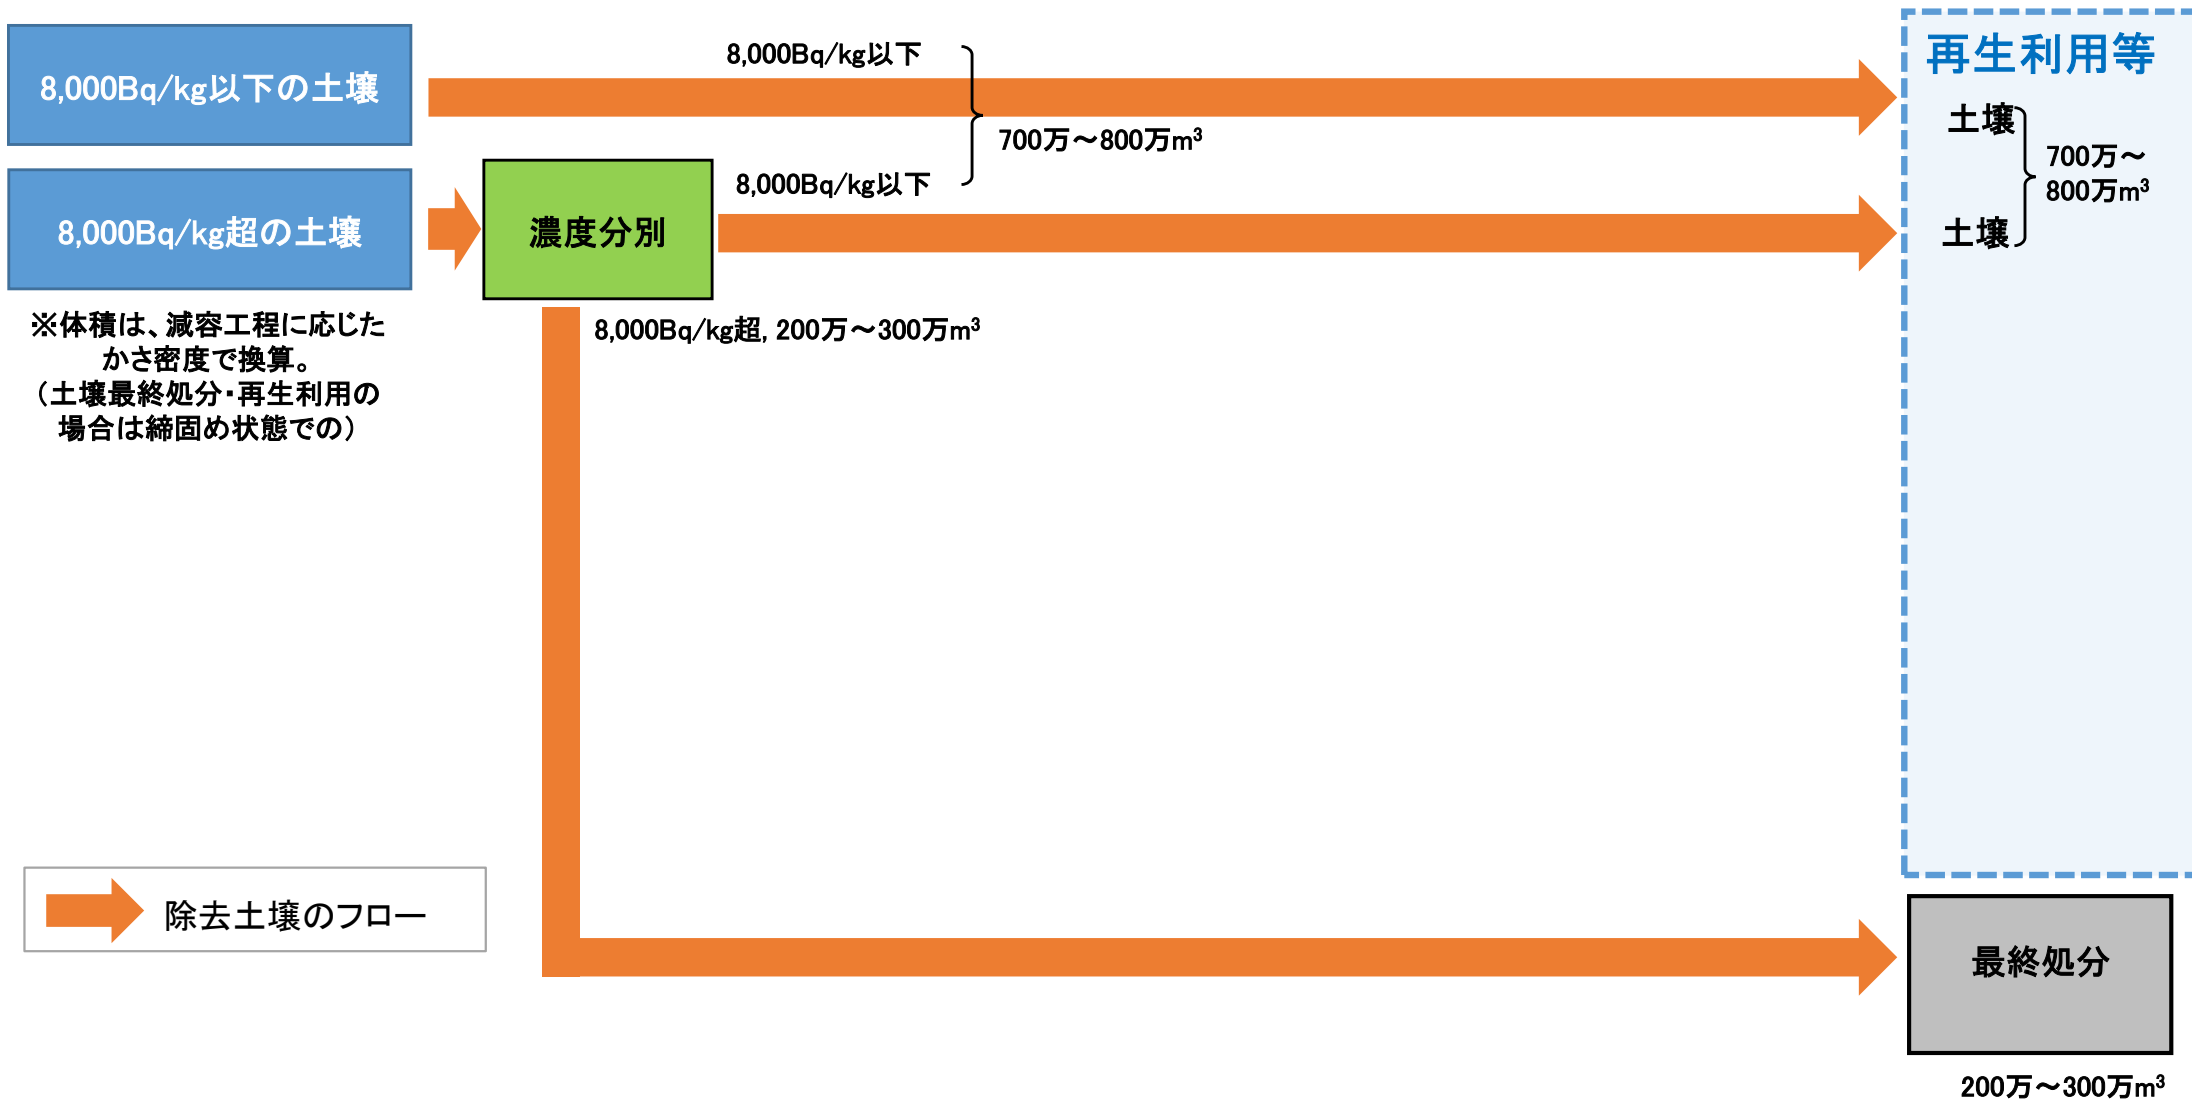 8,000Bq/kg以下の土壌
8,000Bq/kg以下
700万～800万m³
再生利用等
土壌
700万～
800万m³
土壌
8,000Bq/kg超の土壌
濃度分別
8,000Bq/kg以下
8,000Bq/kg超, 200万～300万m³
※体積は、減容工程に応じた
かさ密度で換算。
（土壌最終処分・再生利用の
場合は締固め状態での）
除去土壌のフロー
最終処分
200万～300万m³